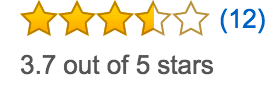 (12)
3.7 out of 5 stars